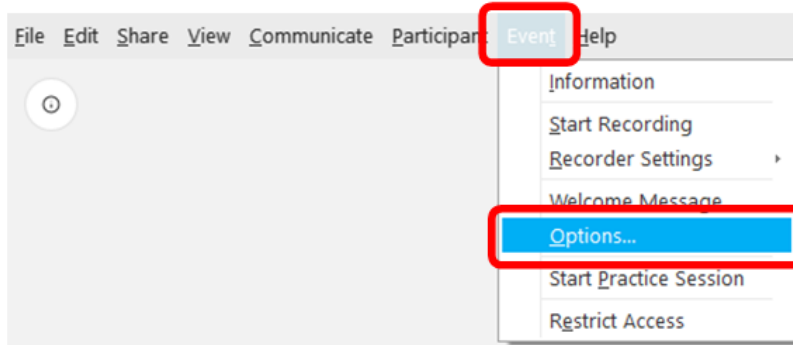 File Edit Share View Communicate Participant Event Help
Information
Start Recording
Recorder Settings
Welcome Message
Options...
Start Practice Session
Restrict Access